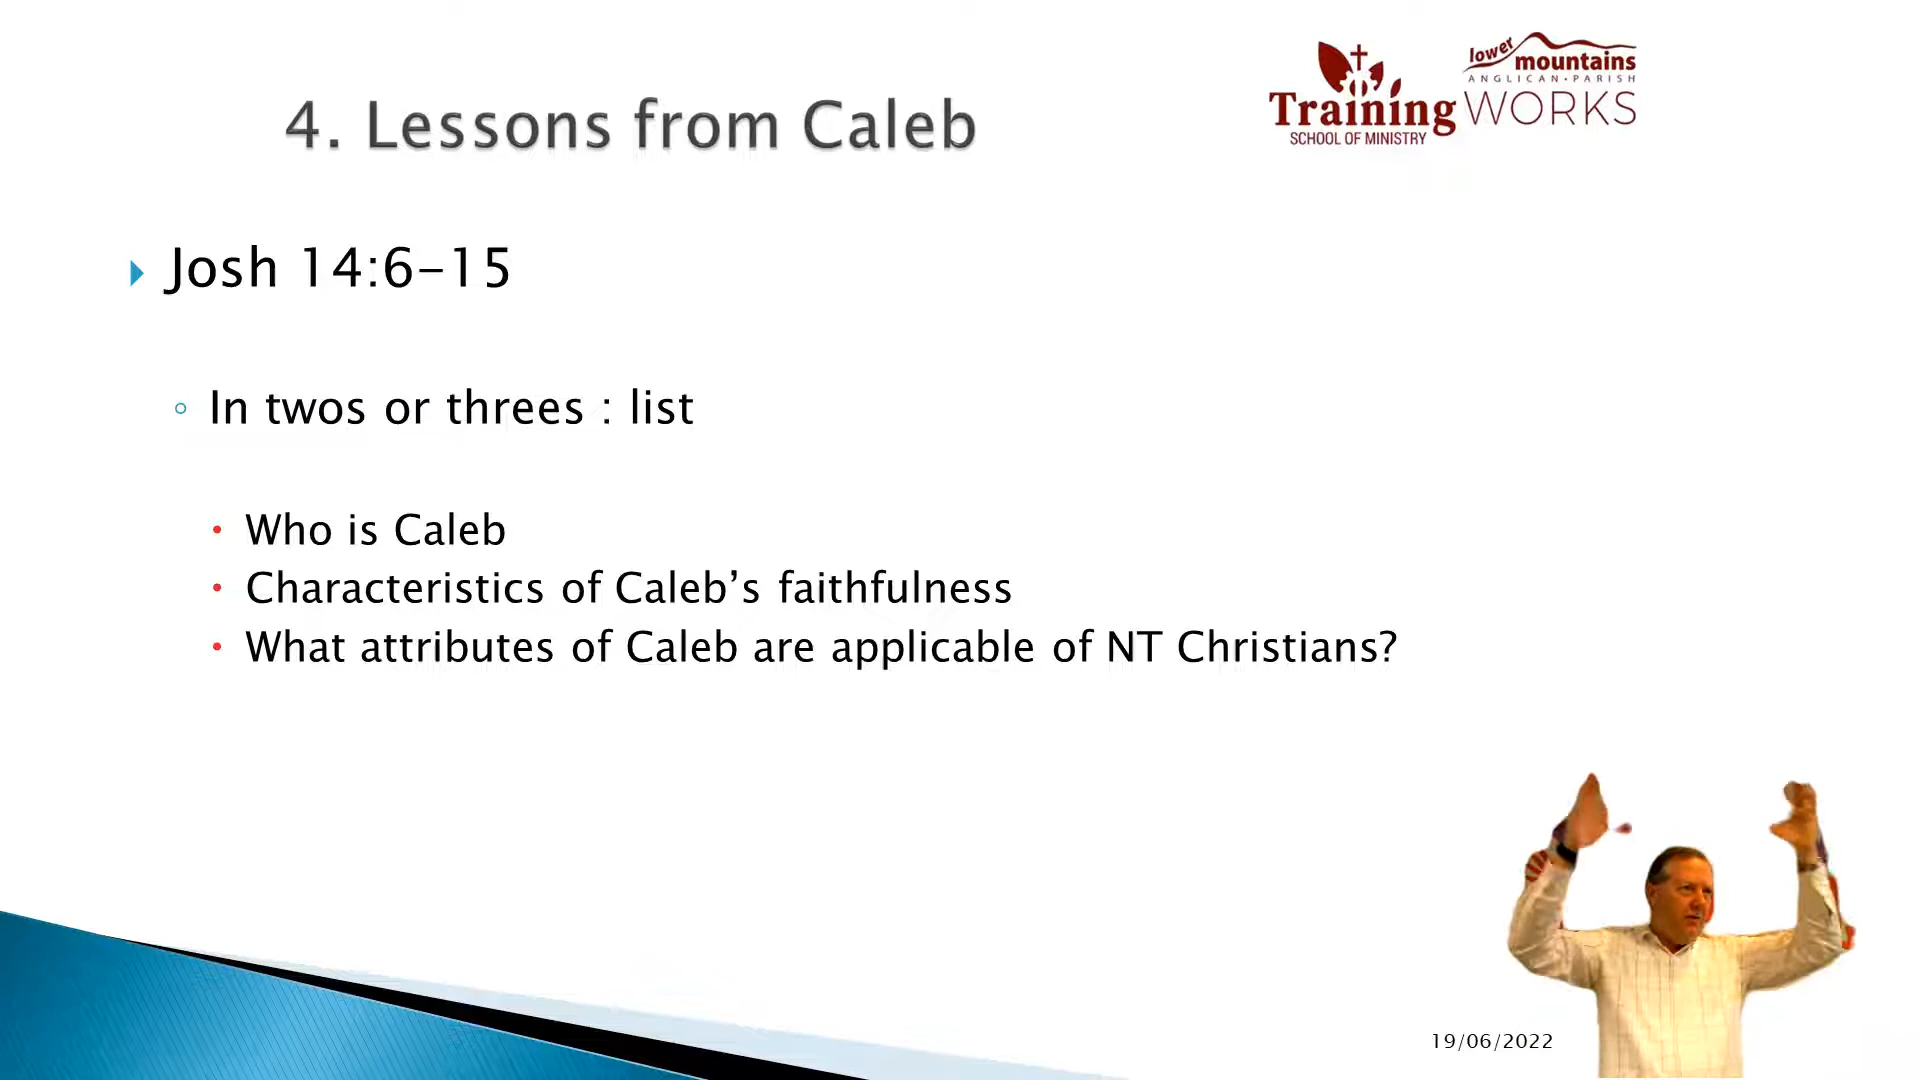 4. Lessons from Caleb
lower
mountains
ANGLICAN • PARISH
Training WORKS
SCHOOL OF MINISTRY
Josh 14:6-15
In twos or threes : list
Who is Caleb
Characteristics of Caleb’s faithfulness
What attributes of Caleb are applicable of NT Christians?
19/06/2022